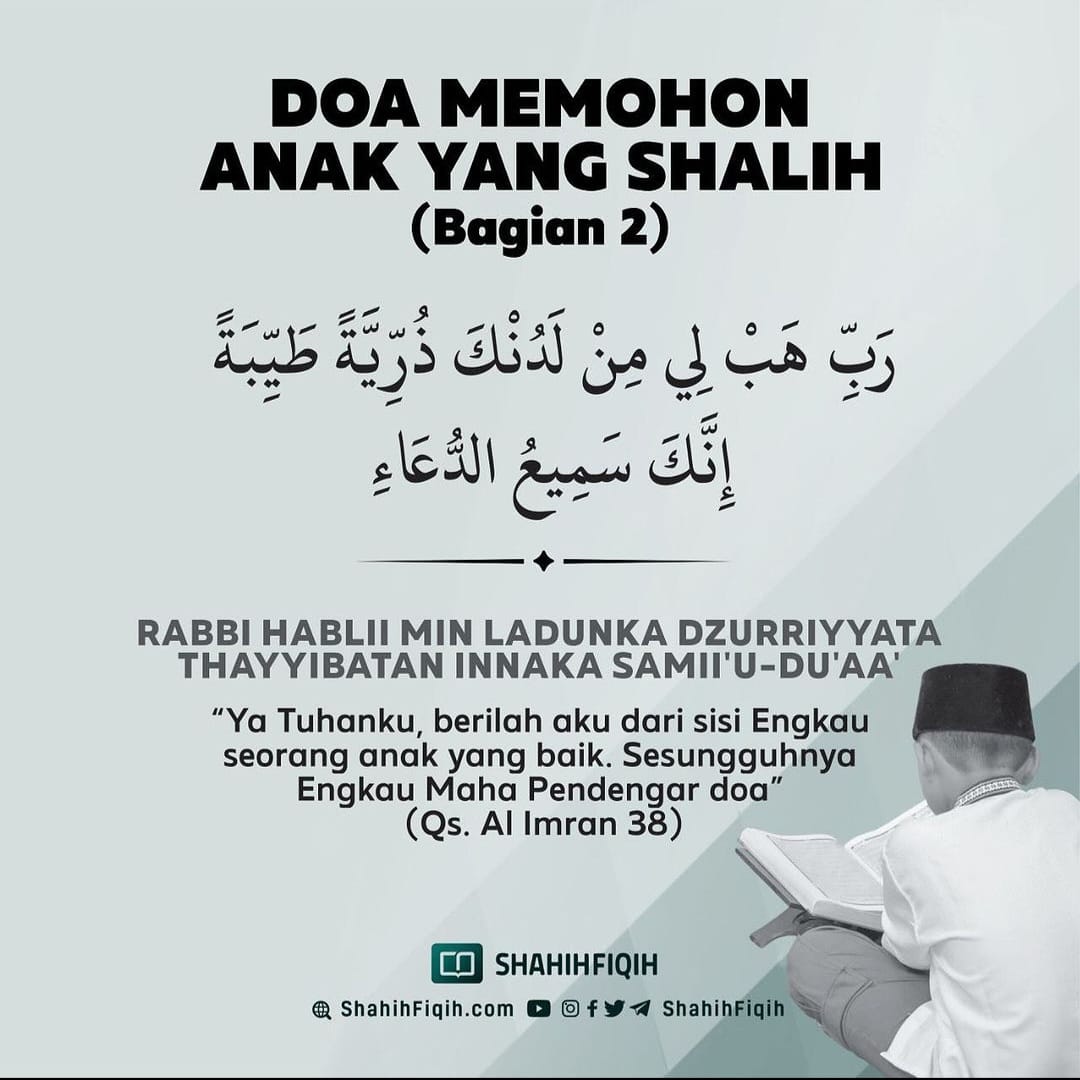 DOA MEMOHON
ANAK YANG SHALIH
(Bagian 2)
رَبِّ هَبْ لِي مِنْ لَدُنْكَ ذُرِّيَّةً طَيِّبَةً
إِنَّكَ سَمِيعُ الدُّعَاءِ
RABBI HABLII MIN LADUNKA DZURRIYYATA
THAYYIBATAN INNAKA SAMII'U-DU'AA'
“Ya Tuhanku, berilah aku dari sisi Engkau
seorang anak yang baik. Sesungguhnya
Engkau Maha Pendengar doa”
(Qs. Al Imran 38)
SHAHIHFIQIH
ShahihFiqih.com ShahihFiqih